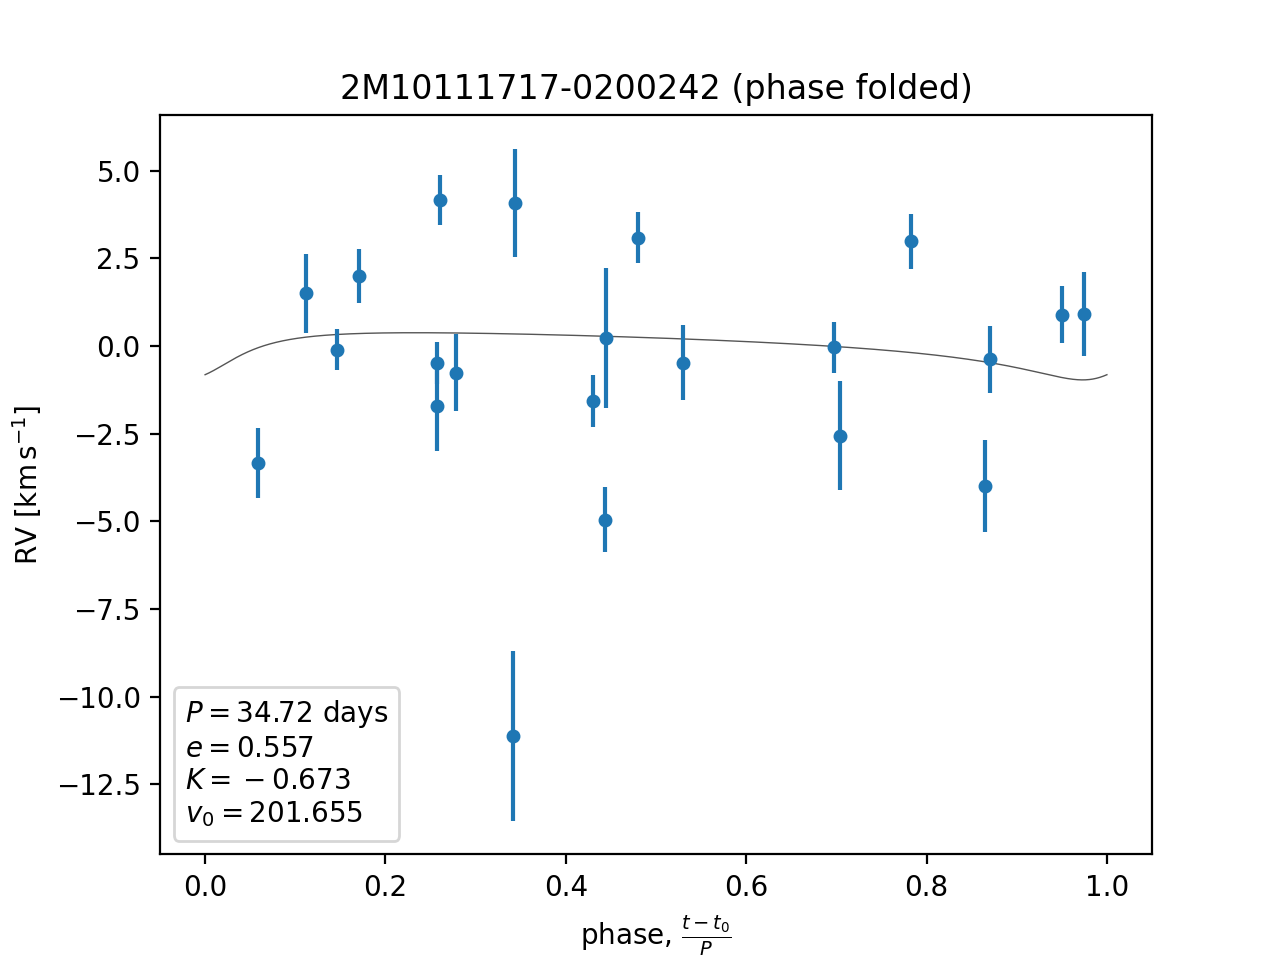 2M10111717-0200242 (phase folded)
5.0
2.5
0.0
−2.5
−5.0
−7.5
−10.0
−12.5
RV [km s⁻¹]
P = 34.72 days
e = 0.557
K = −0.673
v₀ = 201.655
0.0 0.2 0.4 0.6 0.8 1.0
phase, (t − t₀)/P